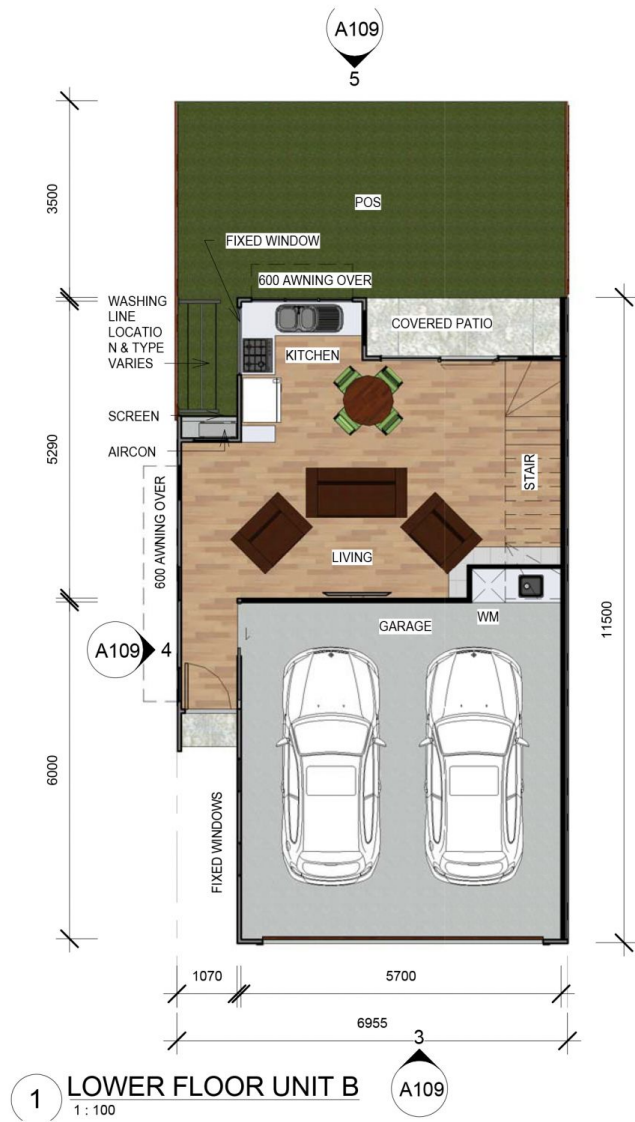 A109
5
3500
POS
FIXED WINDOW
600 AWNING OVER
WASHING
LINE
LOCATIO
N & TYPE
VARIES
COVERED PATIO
KITCHEN
SCREEN
AIRCON
5290
STAIR
600 AWNING OVER
LIVING
WM
GARAGE
11500
A109
4
6000
FIXED WINDOWS
1070
5700
6955
3
A109
1
LOWER FLOOR UNIT B
1 : 100